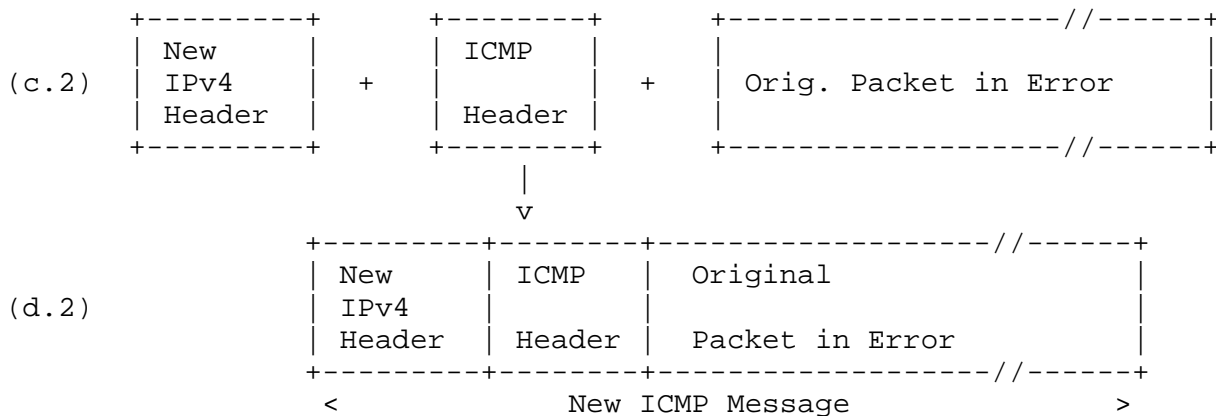 +---------+      +--------+      +------------------//------+
| New     |      | ICMP   |      |                          |
(c.2)  | IPv4    |  +   |        |  +   | Orig. Packet in Error    |
| Header  |      | Header |      |                          |
+---------+      +--------+      +------------------//------+
|
v
+---------+--------+------------------//------+
| New     | ICMP   | Original                 |
(d.2)            | IPv4    |        |                          |
| Header  | Header | Packet in Error          |
+---------+--------+------------------//------+
<             New ICMP Message              >